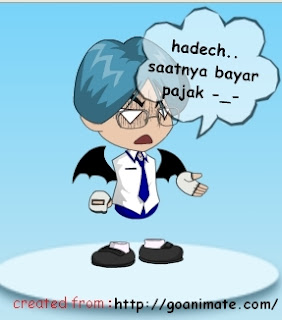 hadech..
saatnya bayar
pajak -_-
created from :http://goanimate.com/